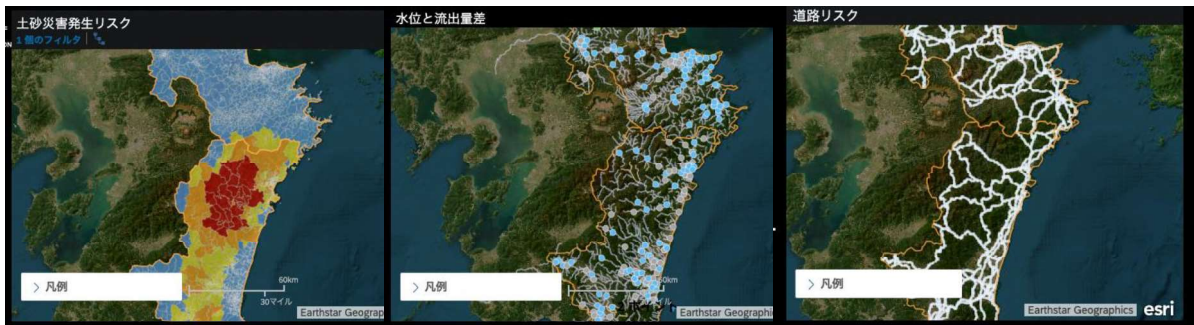 土砂災害発生リスク
1 個のフィルタ
ON
凡例
60km
30マイル
Earthstar Geograp
水位と流出量差
凡例
60km
Earthstar Geographi
道路リスク
凡例
Earthstar Geographics
esri